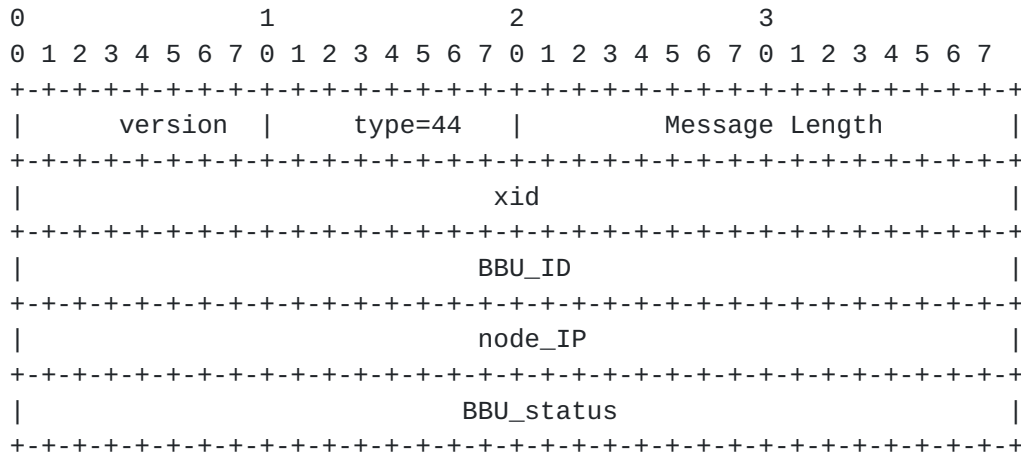 0                   1                   2                   3
0 1 2 3 4 5 6 7 0 1 2 3 4 5 6 7 0 1 2 3 4 5 6 7 0 1 2 3 4 5 6 7
+-+-+-+-+-+-+-+-+-+-+-+-+-+-+-+-+-+-+-+-+-+-+-+-+-+-+-+-+-+-+-+-+
|      version  |     type=44   |         Message Length        |
+-+-+-+-+-+-+-+-+-+-+-+-+-+-+-+-+-+-+-+-+-+-+-+-+-+-+-+-+-+-+-+-+
|                              xid                              |
+-+-+-+-+-+-+-+-+-+-+-+-+-+-+-+-+-+-+-+-+-+-+-+-+-+-+-+-+-+-+-+-+
|                             BBU_ID                            |
+-+-+-+-+-+-+-+-+-+-+-+-+-+-+-+-+-+-+-+-+-+-+-+-+-+-+-+-+-+-+-+-+
|                             node_IP                           |
+-+-+-+-+-+-+-+-+-+-+-+-+-+-+-+-+-+-+-+-+-+-+-+-+-+-+-+-+-+-+-+-+
|                            BBU_status                         |
+-+-+-+-+-+-+-+-+-+-+-+-+-+-+-+-+-+-+-+-+-+-+-+-+-+-+-+-+-+-+-+-+